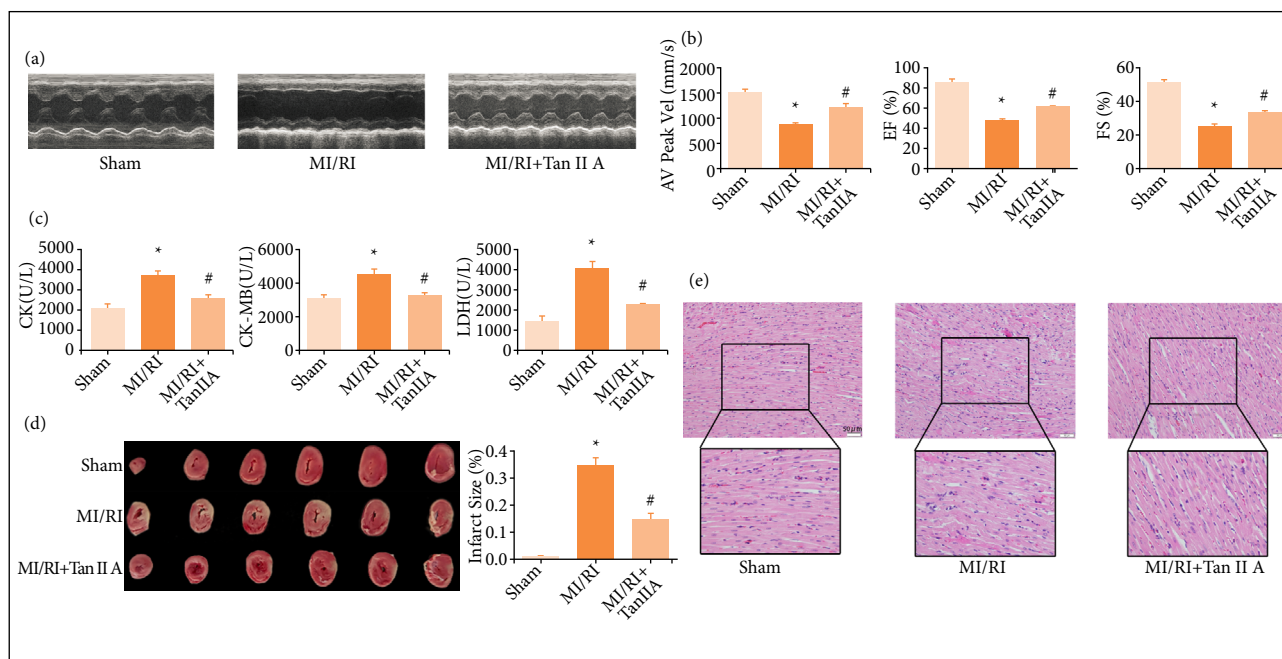 (a)
Sham
MI/RI
MI/RI+Tan II A
(b)
AV Peak Vel (mm/s)
2000
1500
1000
500
0
*
#
Sham
MI/RI
MI/RI+
TanIIA
EF (%)
100
80
60
40
20
0
*
#
Sham
MI/RI
MI/RI+
TanIIA
FS (%)
60
40
20
0
*
#
Sham
MI/RI
MI/RI+
TanIIA
(c)
CK(U/L)
5000
4000
3000
2000
1000
0
*
#
Sham
MI/RI
MI/RI+
TanIIA
CK-MB(U/L)
6000
4000
2000
0
*
#
Sham
MI/RI
MI/RI+
TanIIA
LDH(U/L)
5000
4000
3000
2000
1000
0
*
#
Sham
MI/RI
MI/RI+
TanIIA
(d)
Sham
MI/RI
MI/RI+Tan II A
Infact Size (%)
0.4
0.3
0.2
0.1
0.0
*
#
Sham
MI/RI
MI/RI+
TanIIA
(e)
50 μm
Sham
MI/RI
MI/RI+Tan II A